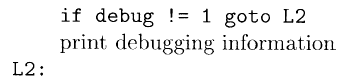 if debug != 1 goto L2
print debugging information
L2: